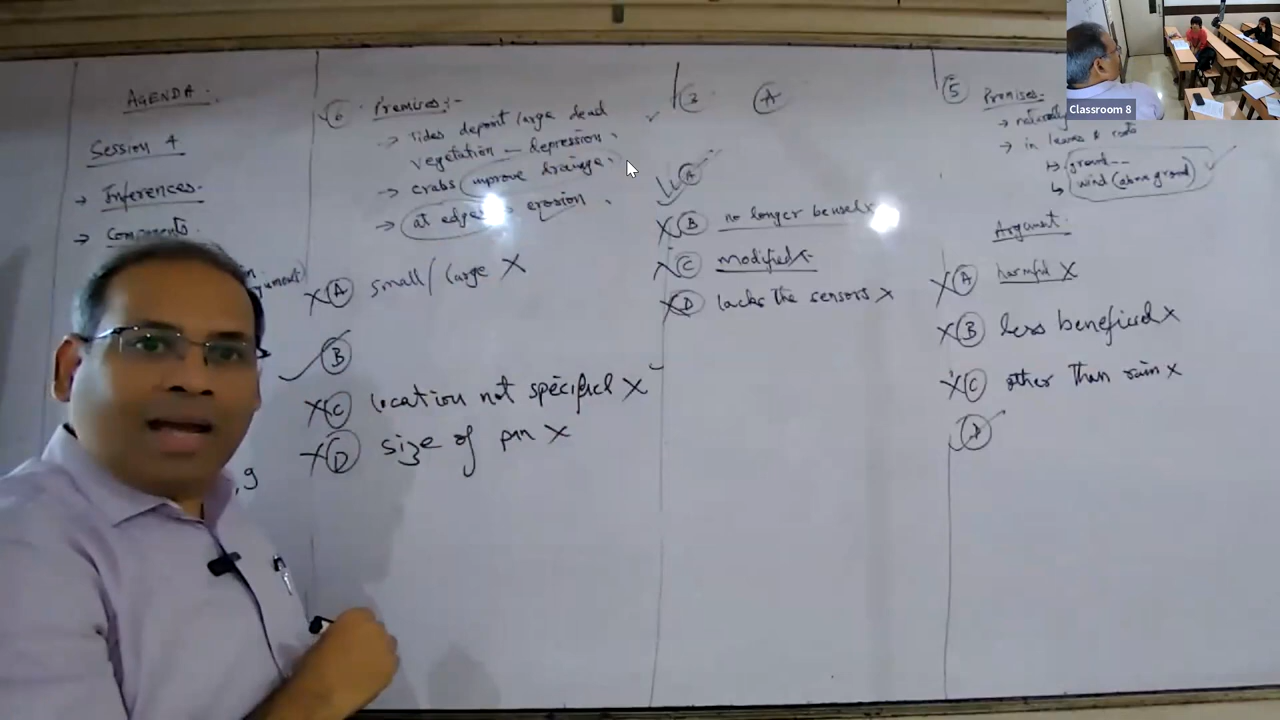 AGENDA
Session 4
→ Inferences
→ Components
6 Premises:-
→ tides deposit large dead
vegetation - depression
→ crabs improve drainage
→ at edges → erosion
X A small/large X
B
X C location not specified X
X D size of X
3 A
A
X B no longer X
X C modified X
X D lacks the sensors X
5 Premises.
→ naturally
→ in leaves & roots
↳ ground--
↳ wind (above ground)
Argument
X A harmful X
X B less beneficial X
X C other than rain X
D
Classroom 8